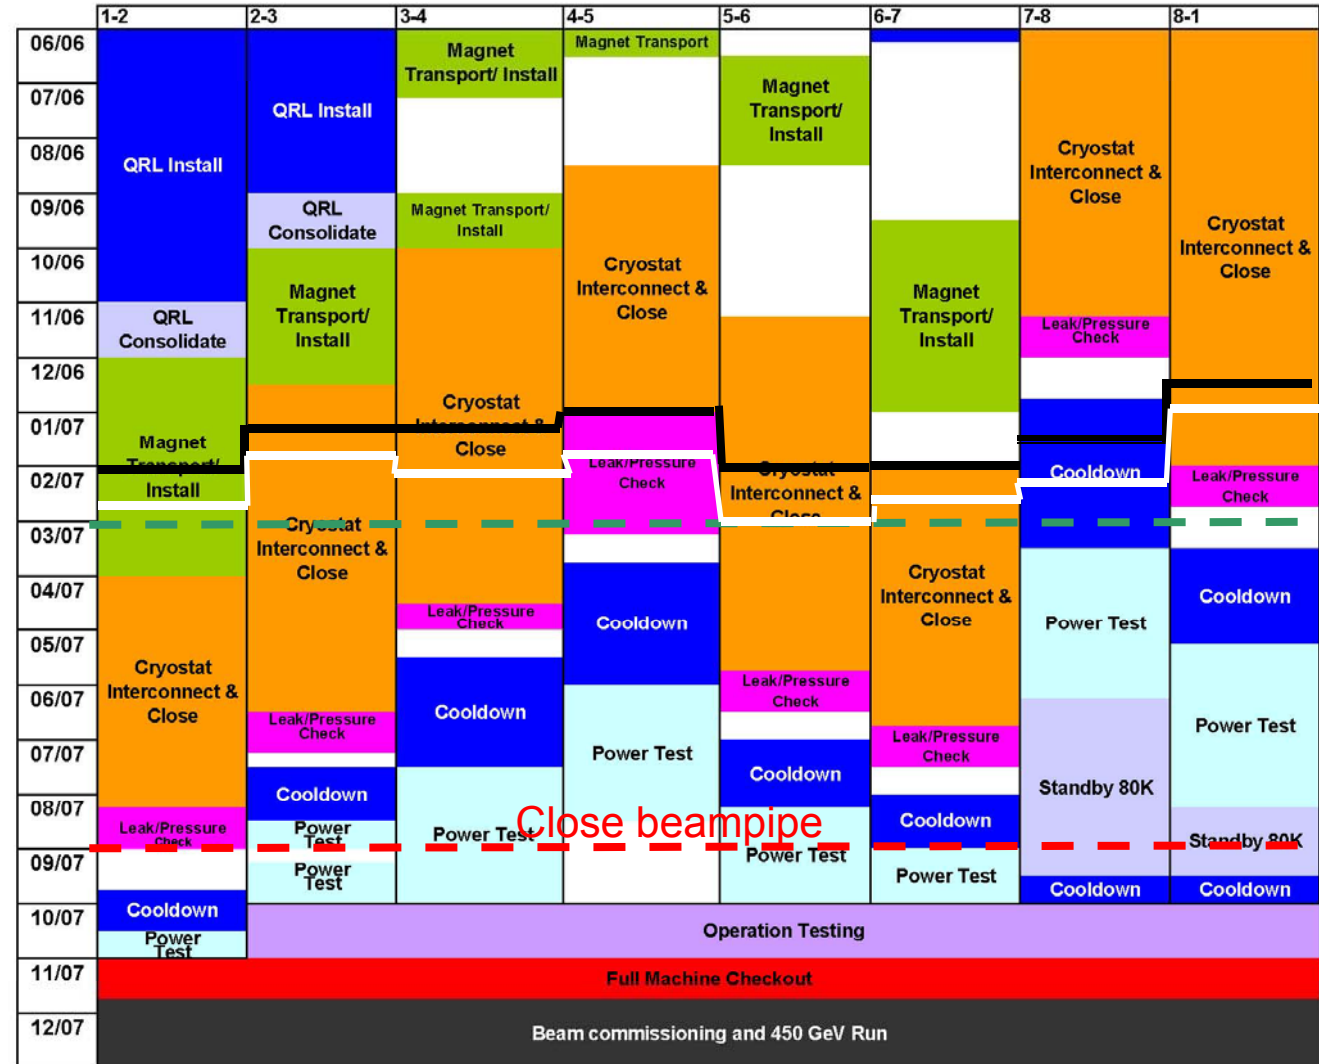 1-2 2-3 3-4 4-5 5-6 6-7 7-8 8-1
06/06
07/06
08/06
09/06
10/06
11/06
12/06
01/07
02/07
03/07
04/07
05/07
06/07
07/07
08/07
09/07
10/07
11/07
12/07
QRL Install
QRL
Consolidate
Magnet
Transport/
Install
Cryostat
Interconnect &
Close
Leak/Pressure
Check
Cooldown
Power
Test
QRL Install
QRL
Consolidate
Magnet
Transport/
Install
Cryostat
Interconnect &
Close
Leak/Pressure
Check
Cooldown
Power
Test
Power
Test
Magnet
Transport/ Install
Magnet Transport/
Install
Cryostat
Interconnect &
Close
Leak/Pressure
Check
Cooldown
Power Test
Magnet Transport
Cryostat
Interconnect &
Close
Leak/Pressure
Check
Cooldown
Power Test
Magnet
Transport/
Install
Cryostat
Interconnect &
Close
Leak/Pressure
Check
Cooldown
Power Test
Magnet
Transport/
Install
Cryostat
Interconnect &
Close
Leak/Pressure
Check
Cooldown
Power Test
Cryostat
Interconnect &
Close
Leak/Pressure
Check
Cooldown
Power Test
Standby 80K
Cooldown
Cryostat
Interconnect &
Close
Leak/Pressure
Check
Cooldown
Power Test
Standby 80K
Cooldown
Close beampipe
Operation Testing
Full Machine Checkout
Beam commissioning and 450 GeV Run